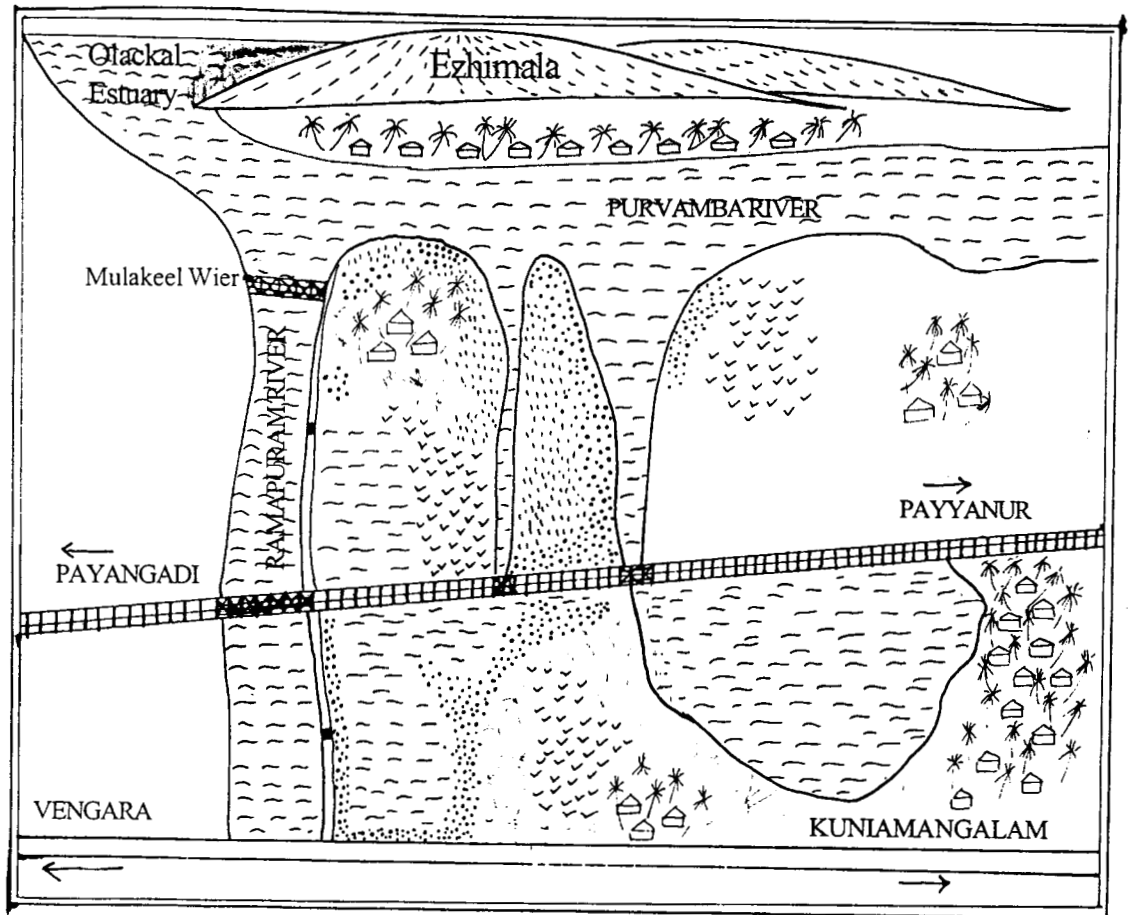 Olackal
Estuary
Ezhimala
PURVAMBA RIVER
Mulakeel Wier
RAMAPURAM RIVER
PAYYANUR
PAYANGADI
VENGARA
KUNIAMANGALAM